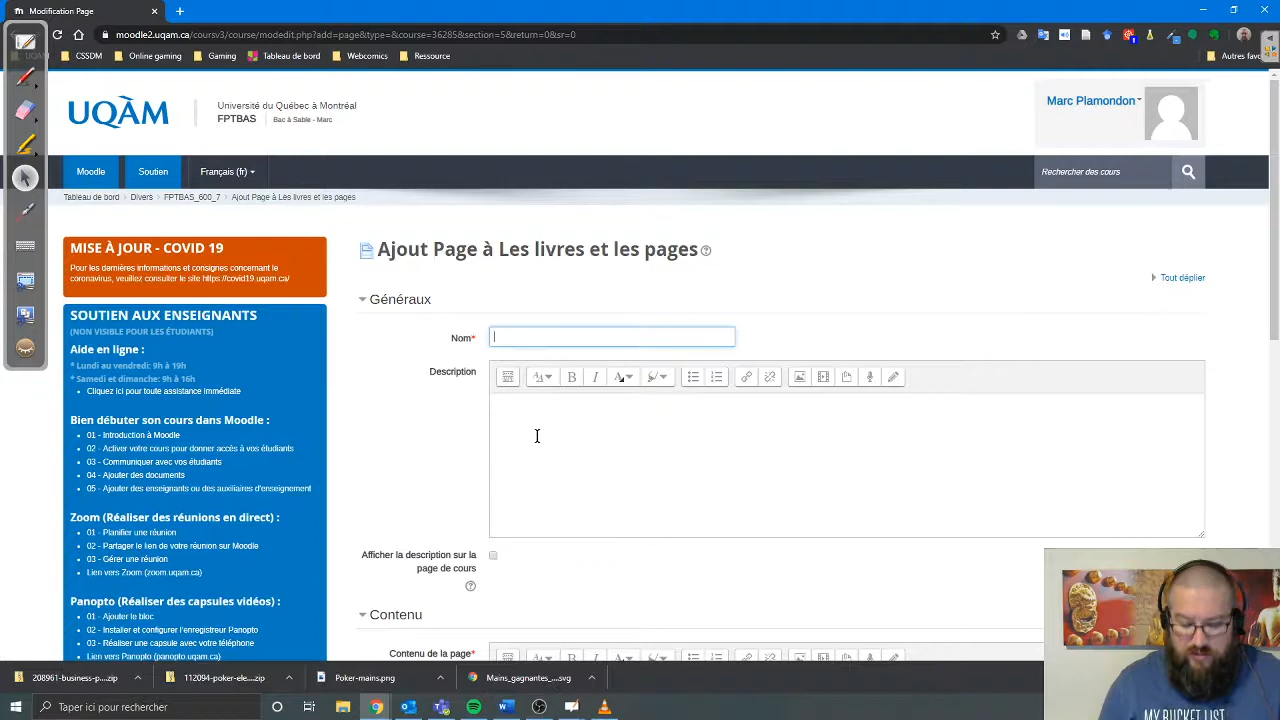 Modification Page
moodle2.uqam.ca/coursv3/course/modedit.php?add=page&type=&course=36285&section=5&return=0&sr=0
UQAM
CSSDM
Online gaming
Gaming
Tableau de bord
Webcomics
Ressource
Autres favo
UQÀM
Université du Québec à Montréal
FPTBAS
Bac à Sable - Marc
Marc Plamondon
Moodle
Soutien
Français (fr)
Rechercher des cours
Tableau de bord
Divers
FPTBAS_600_7
Ajout Page à Les livres et les pages
MISE À JOUR - COVID 19
Pour les dernières informations et consignes concernant le
coronavirus, veuillez consulter le site https://covid19.uqam.ca/
SOUTIEN AUX ENSEIGNANTS
(NON VISIBLE POUR LES ÉTUDIANTS)
Aide en ligne :
* Lundi au vendredi: 9h à 19h
* Samedi et dimanche: 9h à 16h
Cliquez ici pour toute assistance immédiate
Bien débuter son cours dans Moodle :
01 - Introduction à Moodle
02 - Activer votre cours pour donner accès à vos étudiants
03 - Communiquer avec vos étudiants
04 - Ajouter des documents
05 - Ajouter des enseignants ou des auxiliaires d'enseignement
Zoom (Réaliser des réunions en direct) :
01 - Planifier une réunion
02 - Partager le lien de votre réunion sur Moodle
03 - Gérer une réunion
Lien vers Zoom (zoom.uqam.ca)
Panopto (Réaliser des capsules vidéos) :
01 - Ajouter le bloc
02 - Installer et configurer l'enregistreur Panopto
03 - Réaliser une capsule avec votre téléphone
Lien vers Panopto (panopto.uqam.ca)
Ajout Page à Les livres et les pages
Tout déplier
Généraux
Nom*
Description
Afficher la description sur la
page de cours
Contenu
Contenu de la page*
208961-business-p....zip
112094-poker-ele....zip
Poker-mains.png
Mains_gagnantes_....svg
Taper ici pour rechercher
MY BUCKET LIST